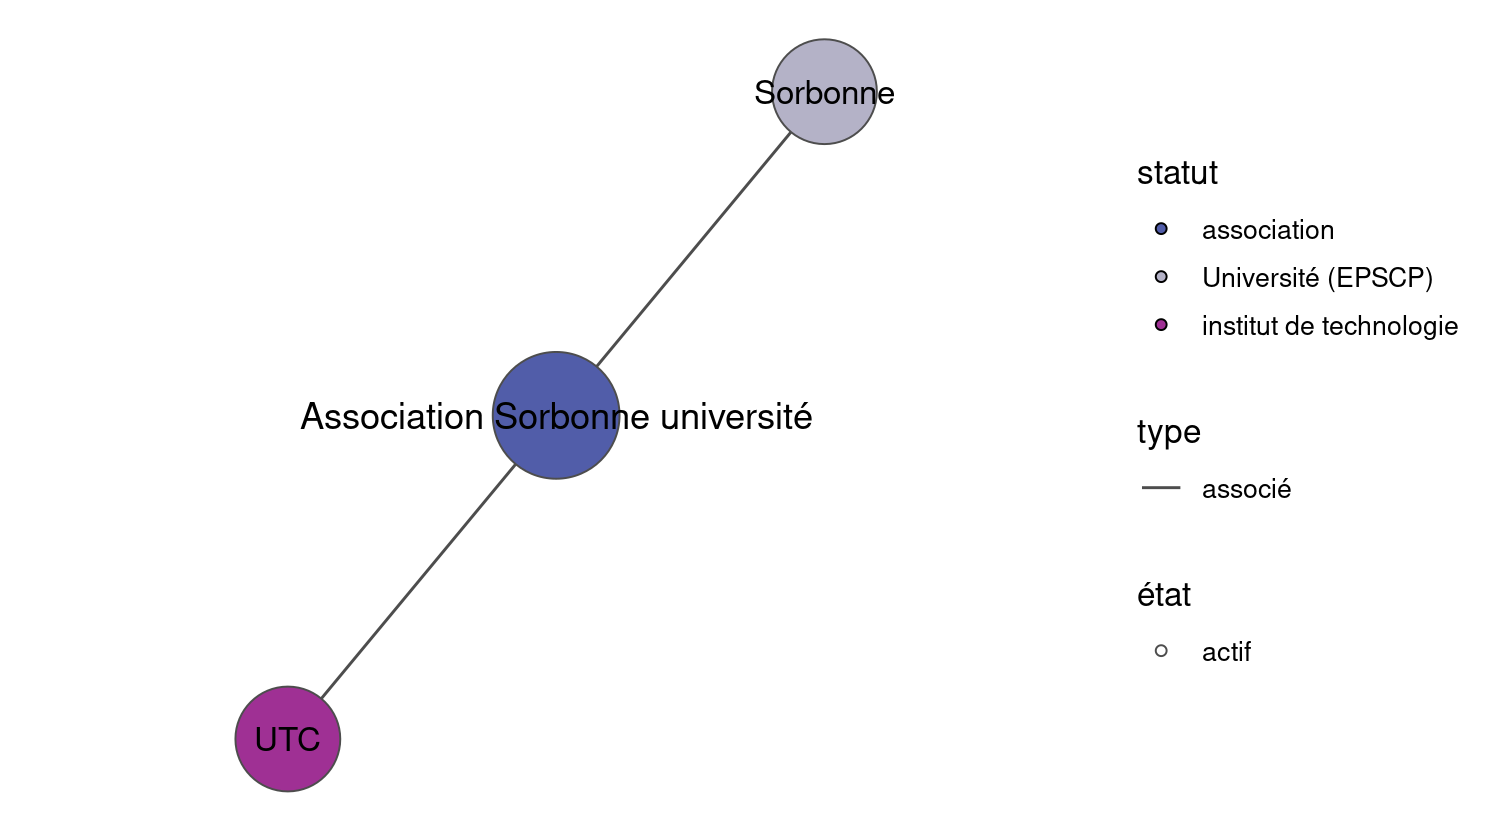 Sorbonne
Association Sorbonne université
UTC
statut
association
Université (EPSCP)
institut de technologie
type
associé
état
actif